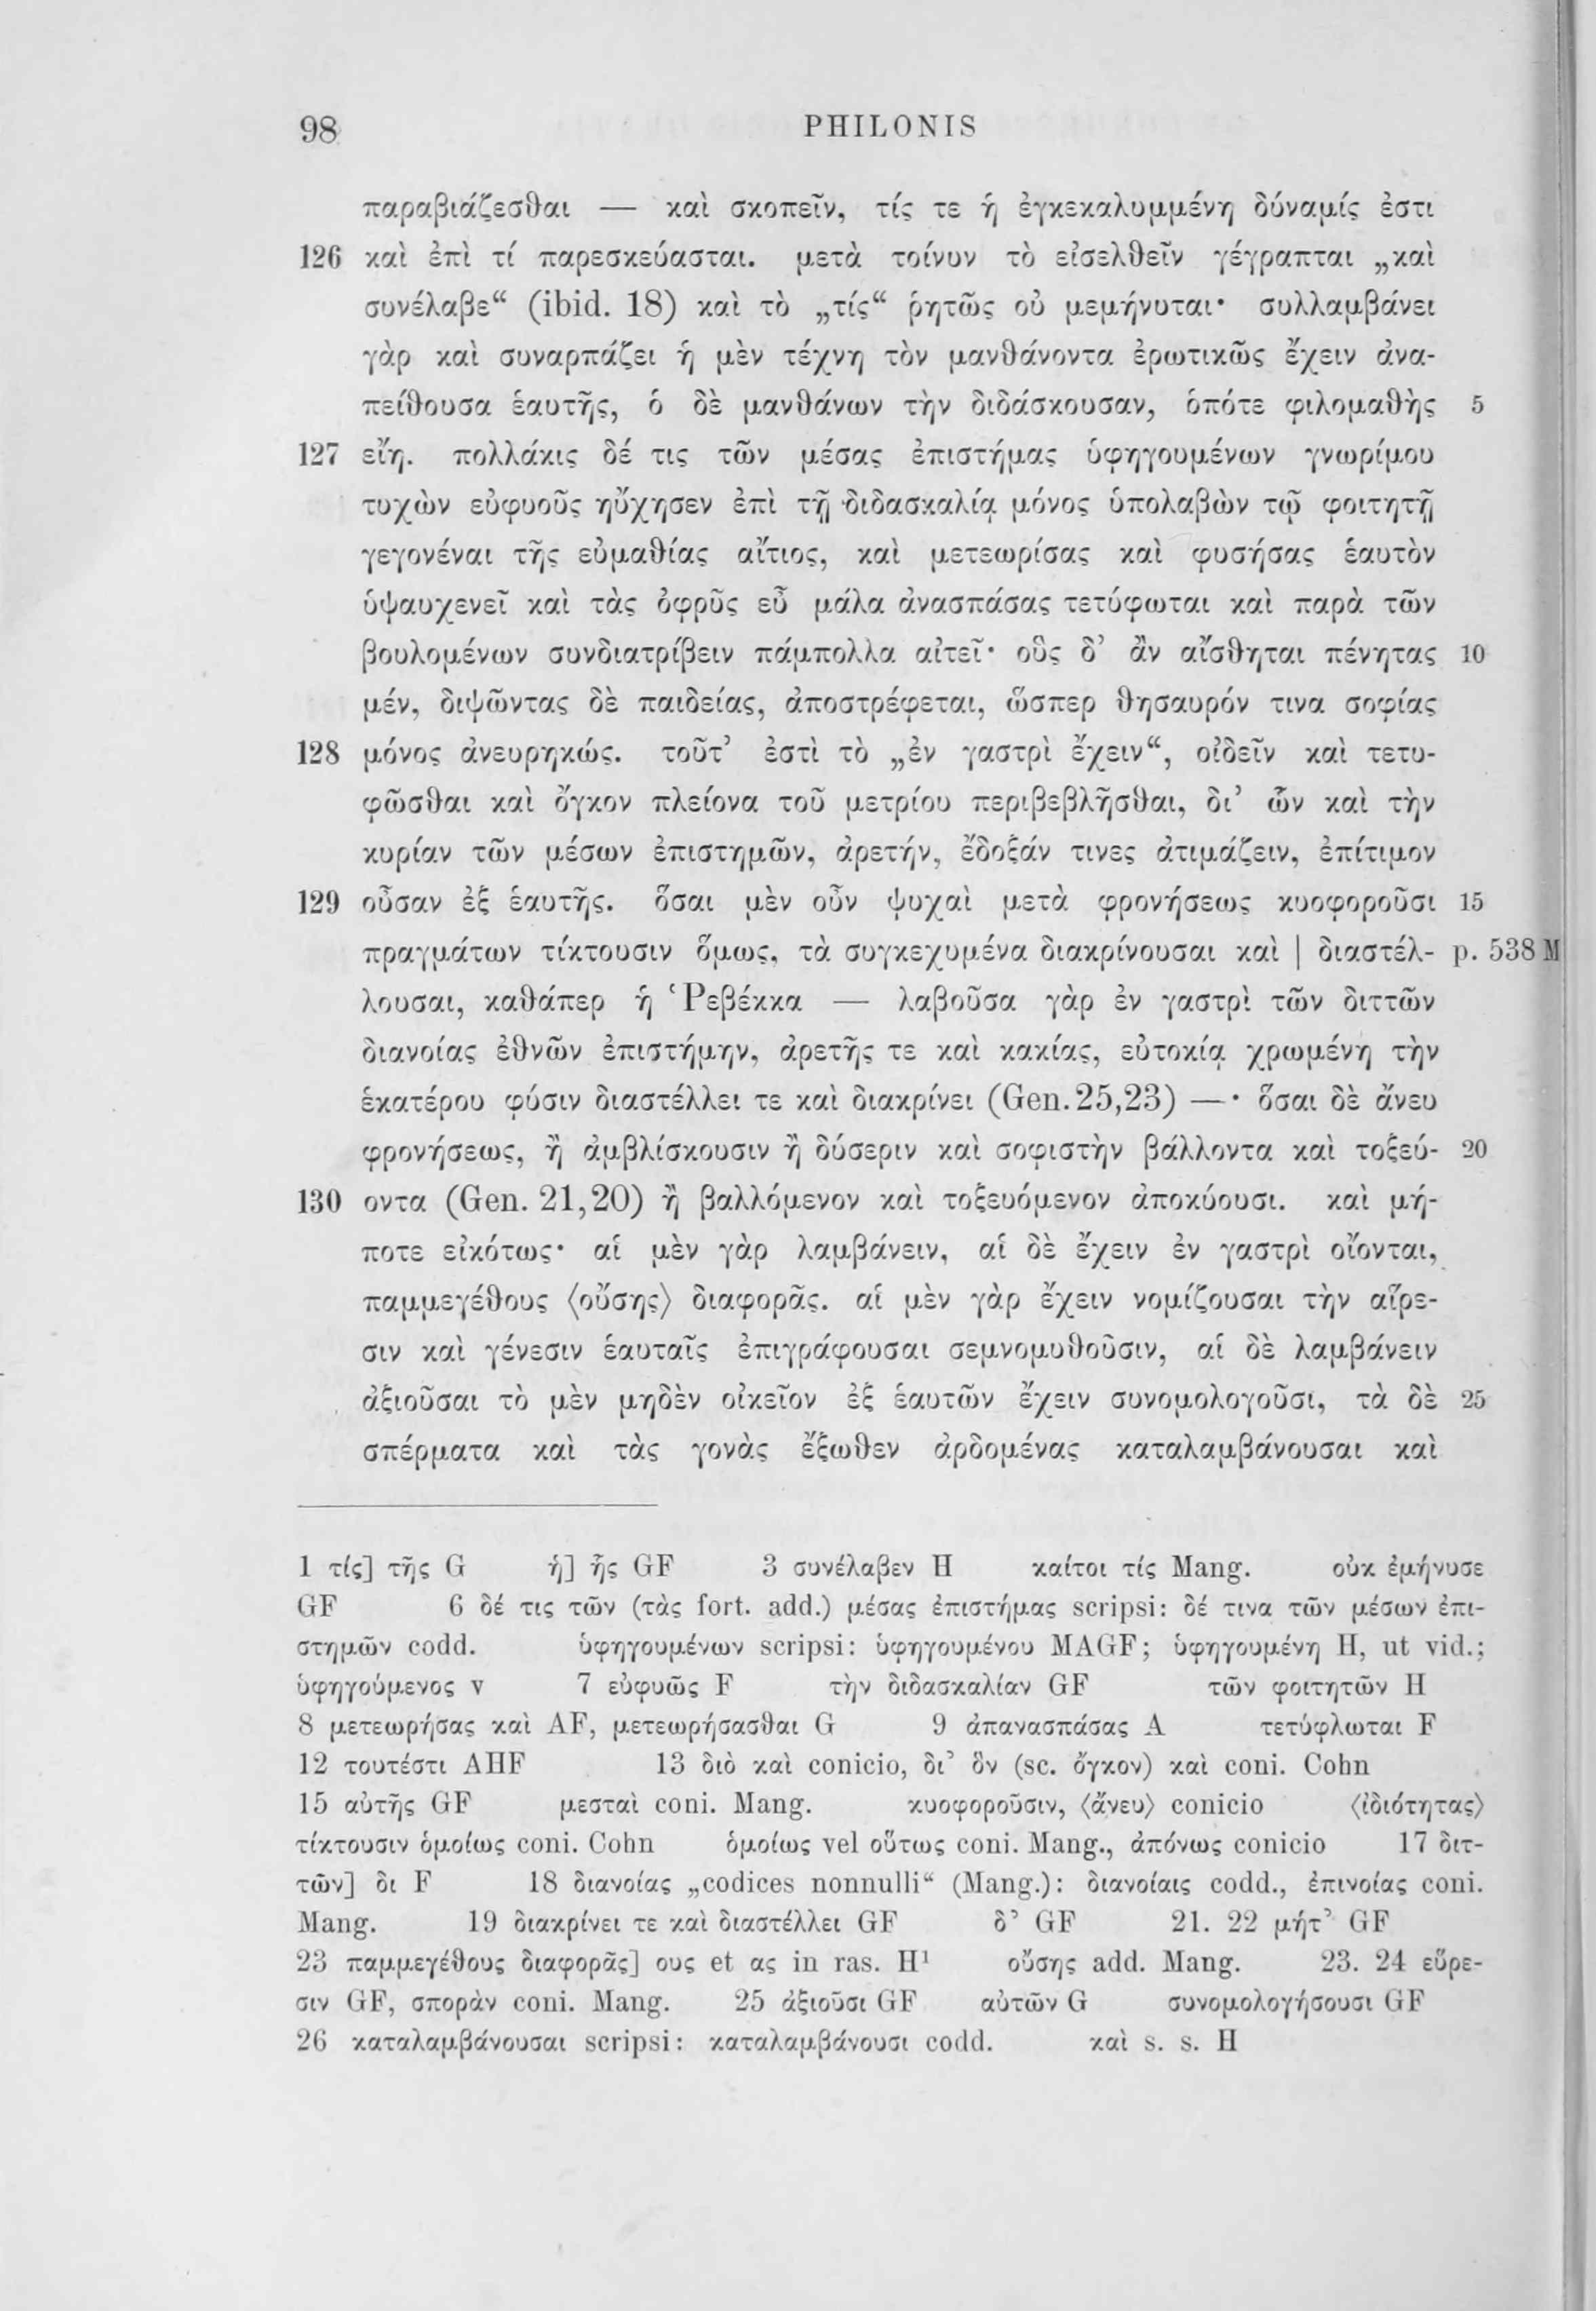 98 PHILONIS
παραβιάζεσθαι — καὶ σκοπεῖν, τίς τε ἡ ἐγκεκαλυμμένη δύναμίς ἐστι
126 καὶ ἐπὶ τί παρεσκεύασται. μετὰ τοίνυν τὸ εἰσελθεῖν γέγραπται „καὶ
συνέλαβε“ (ibid. 18) καὶ τὸ „τίς“ ῥητῶς οὐ μεμήνυται· συλλαμβάνει
γὰρ καὶ συναρπάζει ἡ μὲν τέχνη τὸν μανθάνοντα ἐρωτικῶς ἔχειν ἀνα-
πείθουσα ἑαυτῆς, ὁ δὲ μανθάνων τὴν διδάσκουσαν, ὁπότε φιλομαθὴς 5
127 εἴη. πολλάκις δέ τις τῶν μέσας ἐπιστήμας ὑφηγουμένων γνωρίμου
τυχὼν εὐφυοῦς ηὔχησεν ἐπὶ τῇ διδασκαλίᾳ μόνος ὑπολαβὼν τῷ φοιτητῇ
γεγονέναι τῆς εὐμαθίας αἴτιος, καὶ μετεωρίσας καὶ φυσήσας ἑαυτὸν
ὑψαυχενεῖ καὶ τὰς ὀφρῦς εὖ μάλα ἀνασπάσας τετύφωται καὶ παρὰ τῶν
βουλομένων συνδιατρίβειν πάμπολλα αἰτεῖ· οὓς δ’ ἂν αἴσθηται πένητας 10
μέν, διψῶντας δὲ παιδείας, ἀποστρέφεται, ὥσπερ θησαυρόν τινα σοφίας
128 μόνος ἀνευρηκώς. τοῦτ’ ἐστὶ τὸ „ἐν γαστρὶ ἔχειν“, οἰδεῖν καὶ τετυ-
φῶσθαι καὶ ὄγκον πλείονα τοῦ μετρίου περιβεβλῆσθαι, δι’ ὧν καὶ τὴν
κυρίαν τῶν μέσων ἐπιστημῶν, ἀρετήν, ἔδοξάν τινες ἀτιμάζειν, ἐπίτιμον
129 οὖσαν ἐξ ἑαυτῆς. ὅσαι μὲν οὖν ψυχαὶ μετὰ φρονήσεως κυοφοροῦσι 15
πραγμάτων τίκτουσιν ὅμως, τὰ συγκεχυμένα διακρίνουσαι καὶ | διαστέλ- p. 538 M
λουσαι, καθάπερ ἡ Ῥεβέκκα — λαβοῦσα γὰρ ἐν γαστρὶ τῶν διττῶν
διανοίας ἐθνῶν ἐπιστήμην, ἀρετῆς τε καὶ κακίας, εὐτοκίᾳ χρωμένη τὴν
ἑκατέρου φύσιν διαστέλλει τε καὶ διακρίνει (Gen. 25,23) —· ὅσαι δὲ ἄνευ
φρονήσεως, ἢ ἀμβλίσκουσιν ἢ δύσεριν καὶ σοφιστὴν βάλλοντα καὶ τοξεύ- 20
130 οντα (Gen. 21,20) ἢ βαλλόμενον καὶ τοξευόμενον ἀποκύουσι. καὶ μή-
ποτε εἰκότως· αἱ μὲν γὰρ λαμβάνειν, αἱ δὲ ἔχειν ἐν γαστρὶ οἴονται,
παμμεγέθους ⟨οὔσης⟩ διαφορᾶς. αἱ μὲν γὰρ ἔχειν νομίζουσαι τὴν αἵρε-
σιν καὶ γένεσιν ἑαυταῖς ἐπιγράφουσαι σεμνομυθοῦσιν, αἱ δὲ λαμβάνειν
ἀξιοῦσαι τὸ μὲν μηδὲν οἰκεῖον ἐξ ἑαυτῶν ἔχειν συνομολογοῦσι, τὰ δὲ 25
σπέρματα καὶ τὰς γονὰς ἔξωθεν ἀρδομένας καταλαμβάνουσαι καὶ
1 τίς] τῆς G ἡ] ἧς GF 3 συνέλαβεν H καίτοι τίς Mang. οὐκ ἐμήνυσε
GF 6 δέ τις τῶν (τὰς fort. add.) μέσας ἐπιστήμας scripsi: δέ τινα τῶν μέσων ἐπι-
στημῶν codd. ὑφηγουμένων scripsi: ὑφηγουμένου MAGF; ὑφηγουμένη H, ut vid.;
ὑφηγούμενος v 7 εὐφυῶς F τὴν διδασκαλίαν GF τῶν φοιτητῶν H
8 μετεωρήσας καὶ AF, μετεωρήσασθαι G 9 ἀπανασπάσας A τετύφλωται F
12 τουτέστι AHF 13 διὸ καὶ conicio, δι’ ὃν (sc. ὄγκον) καὶ coni. Cohn
15 αὐτῆς GF μεσταὶ coni. Mang. κυοφοροῦσιν, ⟨ἄνευ⟩ conicio ⟨ἰδιότητας⟩
τίκτουσιν ὁμοίως coni. Cohn ὁμοίως vel οὕτως coni. Mang., ἀπόνως conicio 17 διτ-
τῶν] δι F 18 διανοίας „codices nonnulli“ (Mang.): διανοίαις codd., ἐπινοίας coni.
Mang. 19 διακρίνει τε καὶ διαστέλλει GF δ’ GF 21. 22 μήτ’ GF
23 παμμεγέθους διαφορᾶς] ους et ας in ras. H¹ οὔσης add. Mang. 23. 24 εὕρε-
σιν GF, σπορὰν coni. Mang. 25 ἀξιοῦσι GF αὐτῶν G συνομολογήσουσι GF
26 καταλαμβάνουσαι scripsi: καταλαμβάνουσι codd. καὶ s. s. H